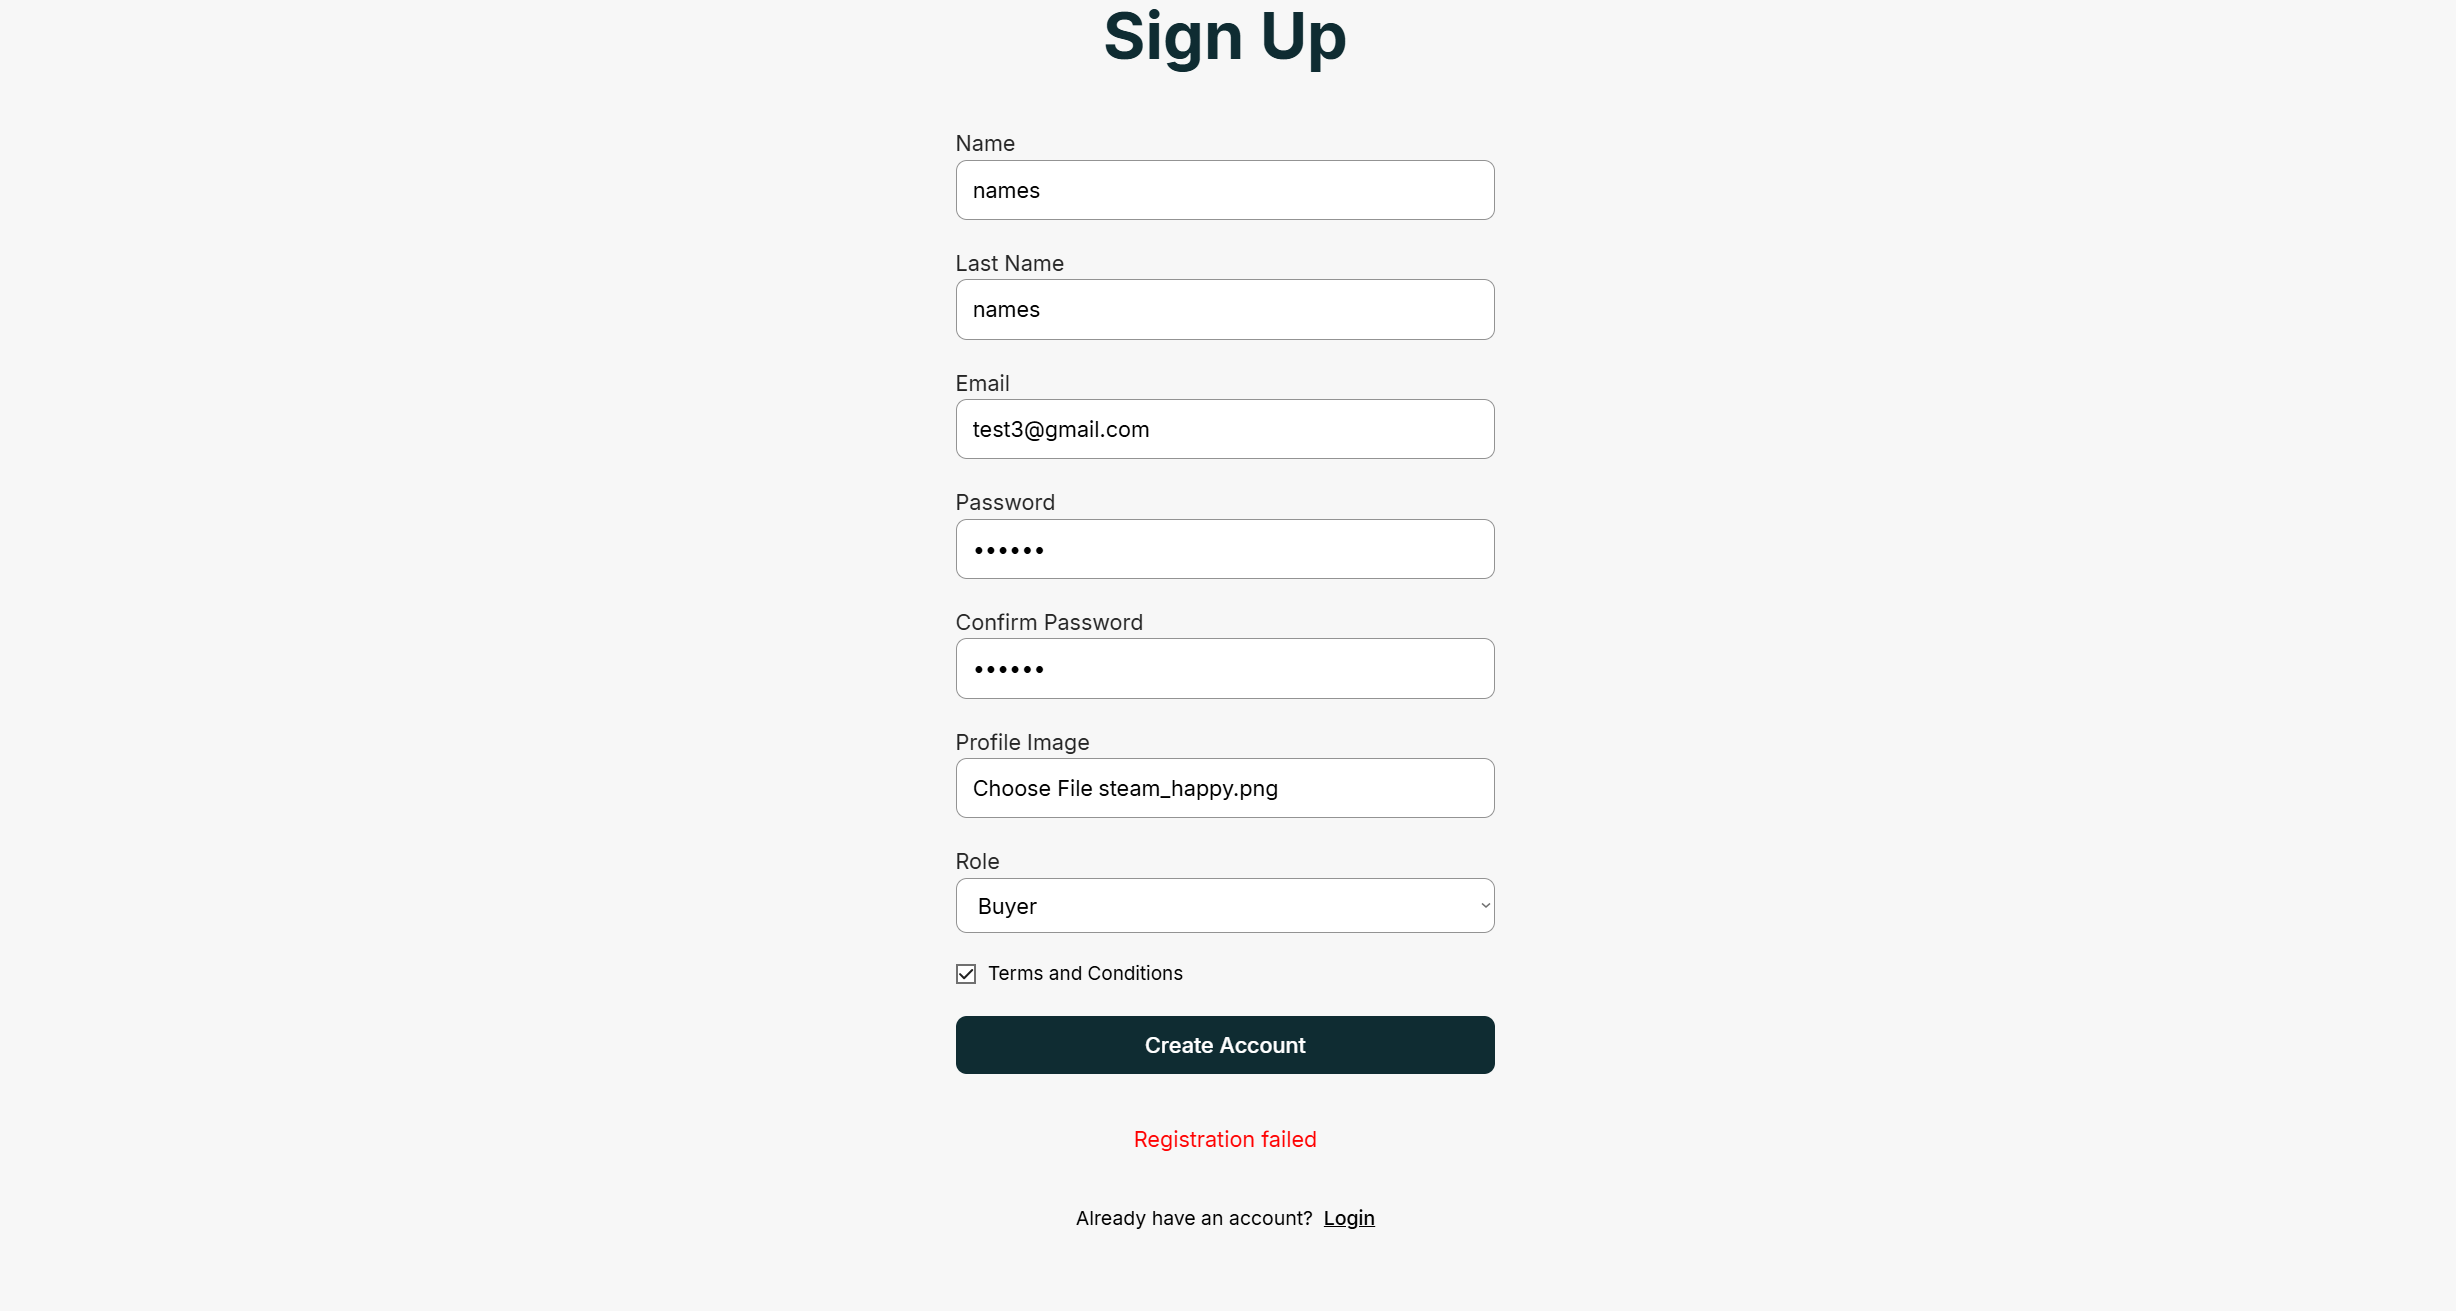 Sign Up
Name
names
Last Name
names
Email
test3@gmail.com
Password
••••••
Confirm Password
••••••
Profile Image
Choose File steam_happy.png
Role
Buyer
Terms and Conditions
Create Account
Registration failed
Already have an account? Login